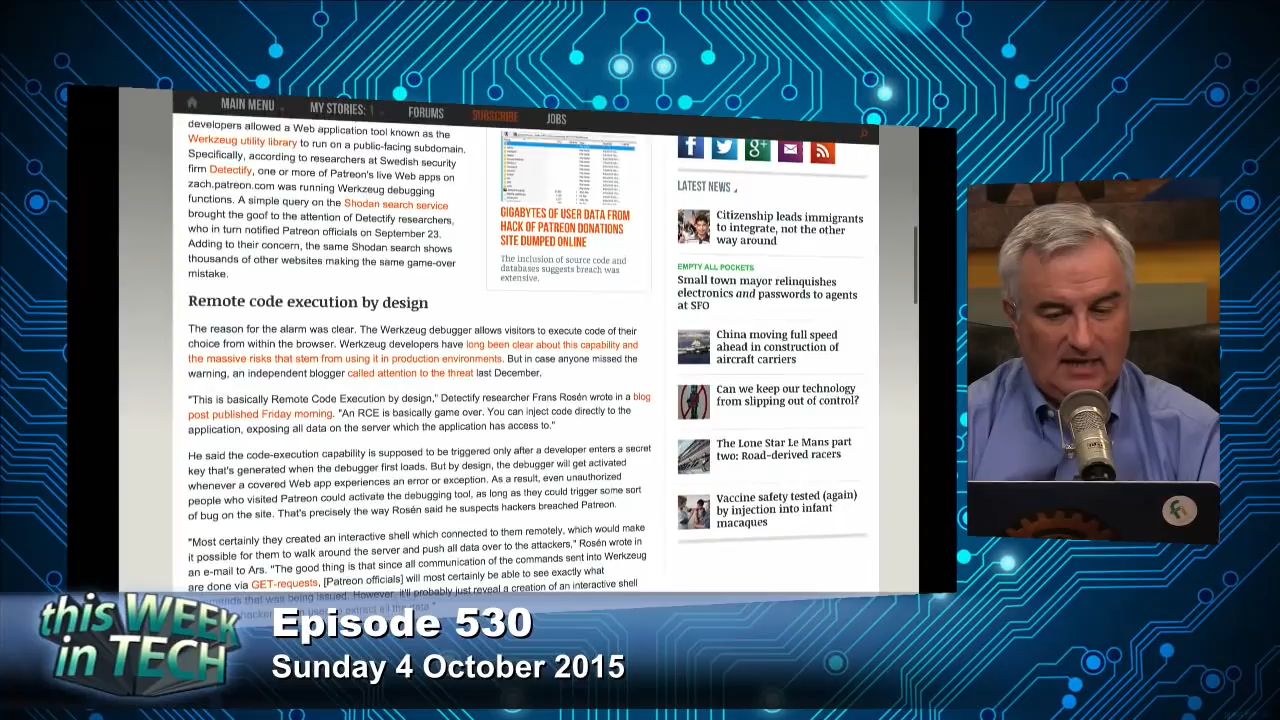 MAIN MENU
MY STORIES: 1
FORUMS
SUBSCRIBE
JOBS
developers allowed a Web application tool known as the
Werkzeug utility library to run on a public-facing subdomain.
Specifically, according to researchers at Swedish security
firm Detectify, one or more of Patreon's live Web apps on
zach.patreon.com was running Werkzeug debugging
functions. A simple query on the Shodan search service
brought the goof to the attention of Detectify researchers,
who in turn notified Patreon officials on September 23.
Adding to their concern, the same Shodan search shows
thousands of other websites making the same game-over
mistake.
GIGABYTES OF USER DATA FROM
HACK OF PATREON DONATIONS
SITE DUMPED ONLINE
The inclusion of source code and
databases suggests breach was
extensive.
Remote code execution by design
The reason for the alarm was clear. The Werkzeug debugger allows visitors to execute code of their
choice from within the browser. Werkzeug developers have long been clear about this capability and
the massive risks that stem from using it in production environments. But in case anyone missed the
warning, an independent blogger called attention to the threat last December.
"This is basically Remote Code Execution by design," Detectify researcher Frans Rosén wrote in a blog
post published Friday morning. "An RCE is basically game over. You can inject code directly to the
application, exposing all data on the server which the application has access to."
He said the code-execution capability is supposed to be triggered only after a developer enters a secret
key that's generated when the debugger first loads. But by design, the debugger will get activated
whenever a covered Web app experiences an error or exception. As a result, even unauthorized
people who visited Patreon could activate the debugging tool, as long as they could trigger some sort
of bug on the site. That's precisely the way Rosén said he suspects hackers breached Patreon.
"Most certainly they created an interactive shell which connected to them remotely, which would make
it possible for them to walk around the server and push all data over to the attackers," Rosén wrote in
an e-mail to Ars. "The good thing is that since all communication of the commands sent into Werkzeug
are done via GET-requests, [Patreon officials] will most certainly be able to see exactly what
commands that was being issued. However, it'll probably just reveal a creation of an interactive shell
to extract all the data."
f
g+
LATEST NEWS
Citizenship leads immigrants
to integrate, not the other
way around
EMPTY ALL POCKETS
Small town mayor relinquishes
electronics and passwords to agents
at SFO
China moving full speed
ahead in construction of
aircraft carriers
Can we keep our technology
from slipping out of control?
The Lone Star Le Mans part
two: Road-derived racers
Vaccine safety tested (again)
by injection into infant
macaques
this WEEK
in TECH
Episode 530
Sunday 4 October 2015